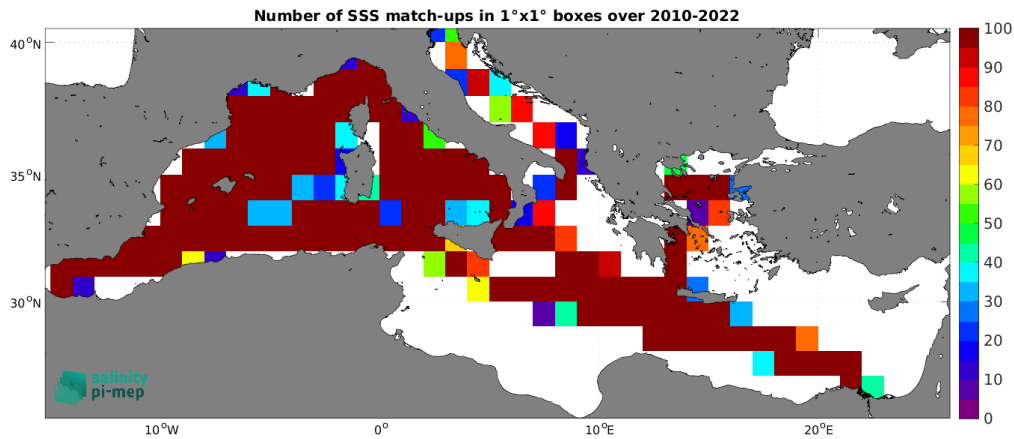 Number of SSS match-ups in 1°x1° boxes over 2010-2022
40°N
35°N
30°N
10°W
0°
10°E
20°E
100
90
80
70
60
50
40
30
20
10
0
salinity
pi-mep